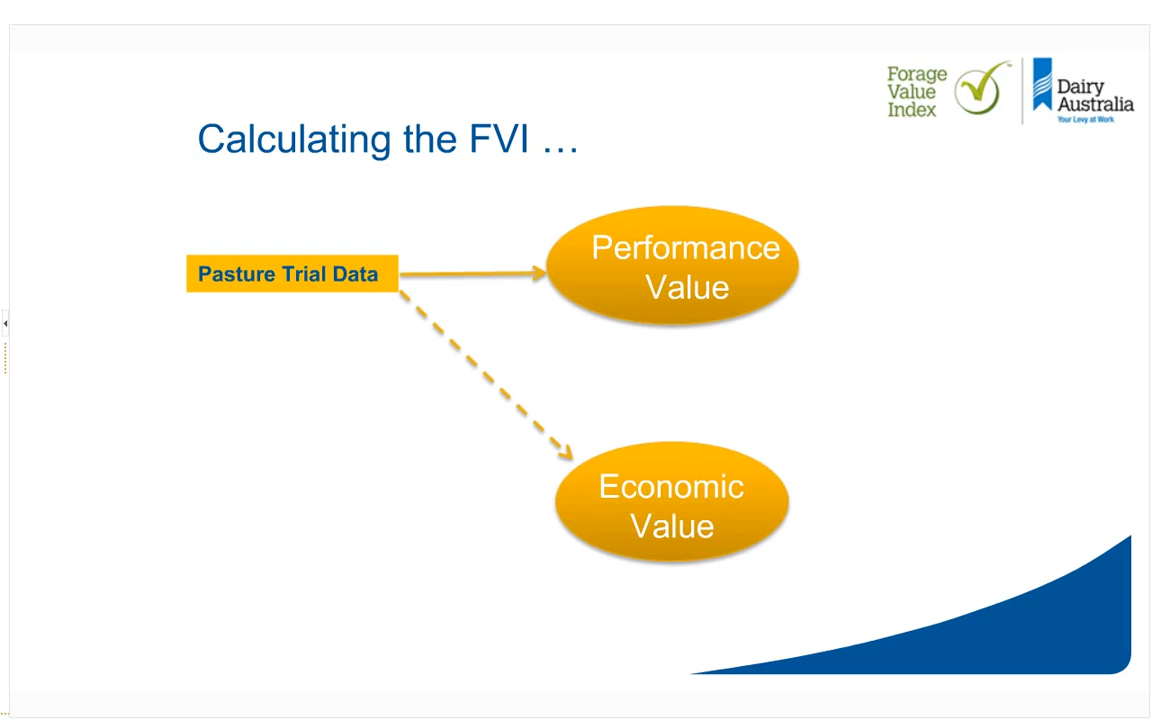 Forage
Value
Index
Dairy
Australia
Your Levy at Work
Calculating the FVI …
Pasture Trial Data
Performance
Value
Economic
Value